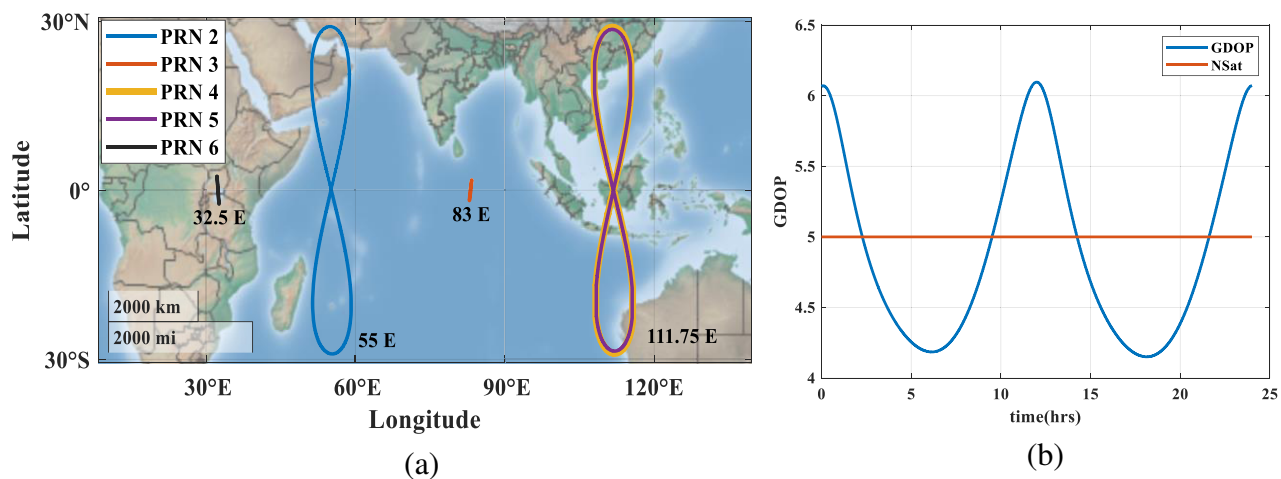 30°N
0°
30°S
Latitude
PRN 2
PRN 3
PRN 4
PRN 5
PRN 6
32.5 E
83 E
55 E
111.75 E
2000 km
2000 mi
30°E
60°E
90°E
120°E
Longitude
(a)
6.5
6
5.5
5
4.5
4
GDOP
GDOP
NSat
0
5
10
15
20
25
time(hrs)
(b)